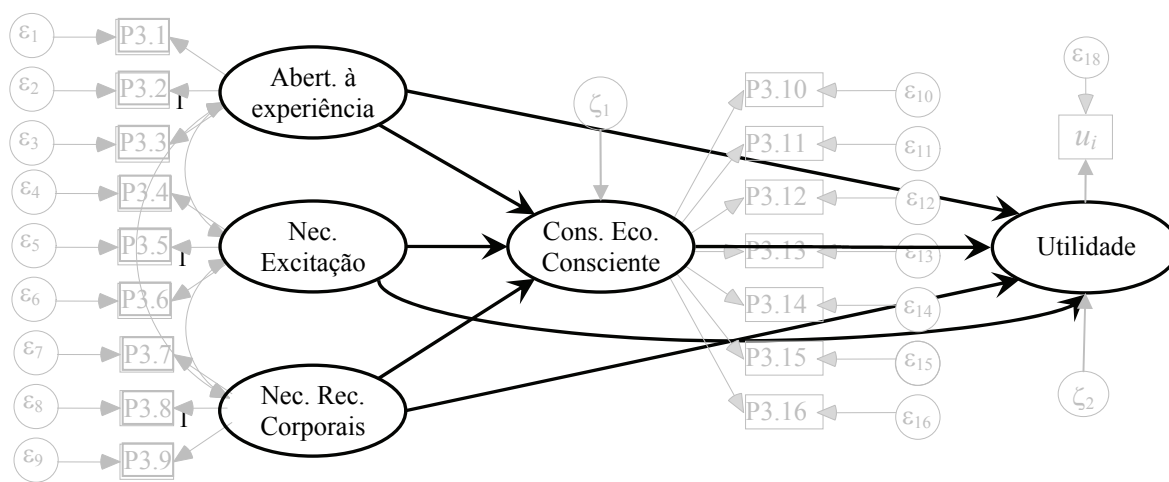 ε1
P3.1
ε2
P3.2
1
ε3
P3.3
ε4
P3.4
ε5
P3.5
1
ε6
P3.6
ε7
P3.7
ε8
P3.8
1
ε9
P3.9
Abert. à
experiência
Nec.
Excitação
Nec. Rec.
Corporais
ζ1
Cons. Eco.
Consciente
P3.10
ε10
P3.11
ε11
P3.12
ε12
P3.13
ε13
P3.14
ε14
P3.15
ε15
P3.16
ε16
ε18
ui
Utilidade
ζ2